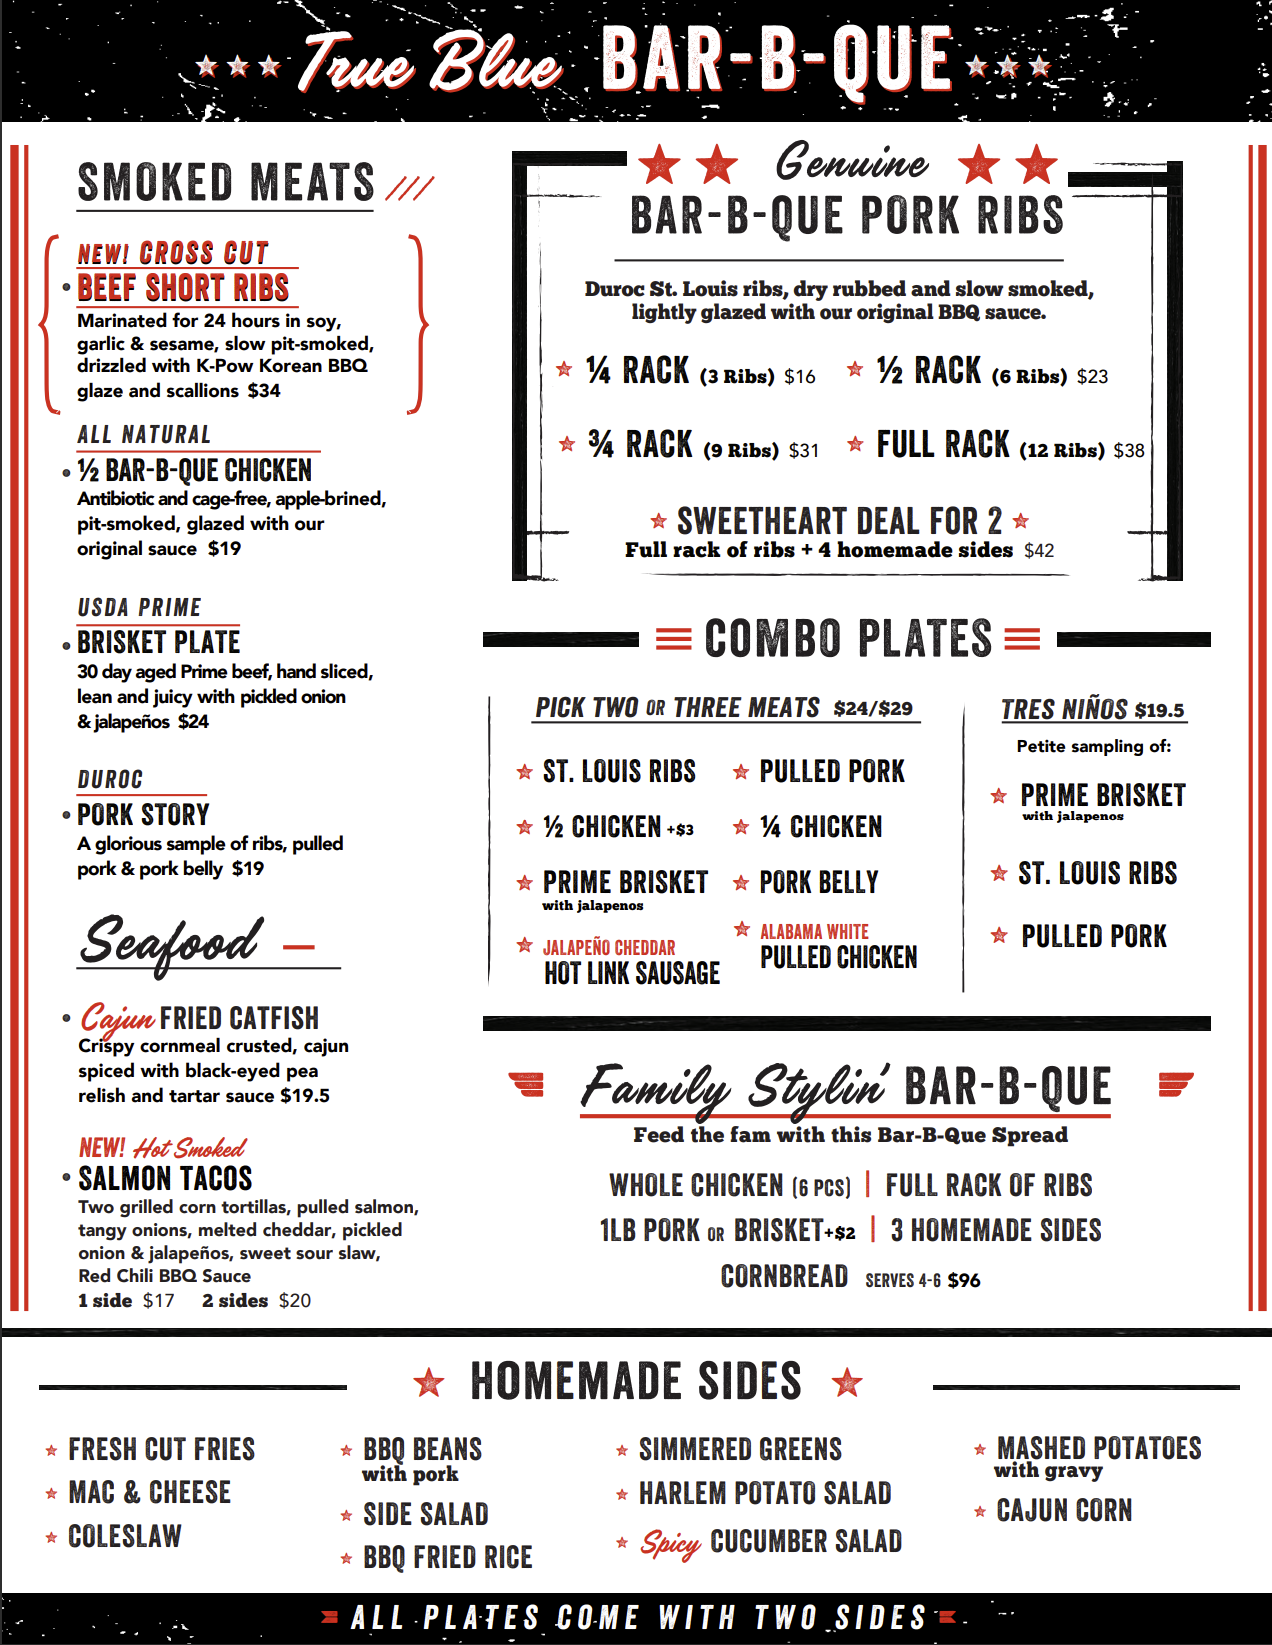 True Blue BAR-B-QUE
SMOKED MEATS
NEW! CROSS CUT
BEEF SHORT RIBS
Marinated for 24 hours in soy,
garlic & sesame, slow pit-smoked,
drizzled with K-Pow Korean BBQ
glaze and scallions $34
ALL NATURAL
½ BAR-B-QUE CHICKEN
Antibiotic and cage-free, apple-brined,
pit-smoked, glazed with our
original sauce $19
USDA PRIME
BRISKET PLATE
30 day aged Prime beef, hand sliced,
lean and juicy with pickled onion
& jalapeños $24
DUROC
PORK STORY
A glorious sample of ribs, pulled
pork & pork belly $19
Seafood
Cajun FRIED CATFISH
Crispy cornmeal crusted, cajun
spiced with black-eyed pea
relish and tartar sauce $19.5
NEW! Hot Smoked
SALMON TACOS
Two grilled corn tortillas, pulled salmon,
tangy onions, melted cheddar, pickled
onion & jalapeños, sweet sour slaw,
Red Chili BBQ Sauce
1 side $17 2 sides $20
Genuine
BAR-B-QUE PORK RIBS
Duroc St. Louis ribs, dry rubbed and slow smoked,
lightly glazed with our original BBQ sauce.
¼ RACK (3 Ribs) $16 ½ RACK (6 Ribs) $23
¾ RACK (9 Ribs) $31 FULL RACK (12 Ribs) $38
SWEETHEART DEAL FOR 2
Full rack of ribs + 4 homemade sides $42
COMBO PLATES
PICK TWO OR THREE MEATS $24/$29
ST. LOUIS RIBS PULLED PORK
½ CHICKEN +$3 ¼ CHICKEN
PRIME BRISKET PORK BELLY
with jalapenos
JALAPEÑO CHEDDAR
HOT LINK SAUSAGE
ALABAMA WHITE
PULLED CHICKEN
TRES NIÑOS $19.5
Petite sampling of:
PRIME BRISKET
with jalapenos
ST. LOUIS RIBS
PULLED PORK
Family Stylin' BAR-B-QUE
Feed the fam with this Bar-B-Que Spread
WHOLE CHICKEN (6 PCS) | FULL RACK OF RIBS
1LB PORK OR BRISKET+$2 | 3 HOMEMADE SIDES
CORNBREAD SERVES 4-6 $96
HOMEMADE SIDES
FRESH CUT FRIES
MAC & CHEESE
COLESLAW
BBQ BEANS
with pork
SIDE SALAD
BBQ FRIED RICE
SIMMERED GREENS
HARLEM POTATO SALAD
Spicy CUCUMBER SALAD
MASHED POTATOES
with gravy
CAJUN CORN
ALL PLATES COME WITH TWO SIDES